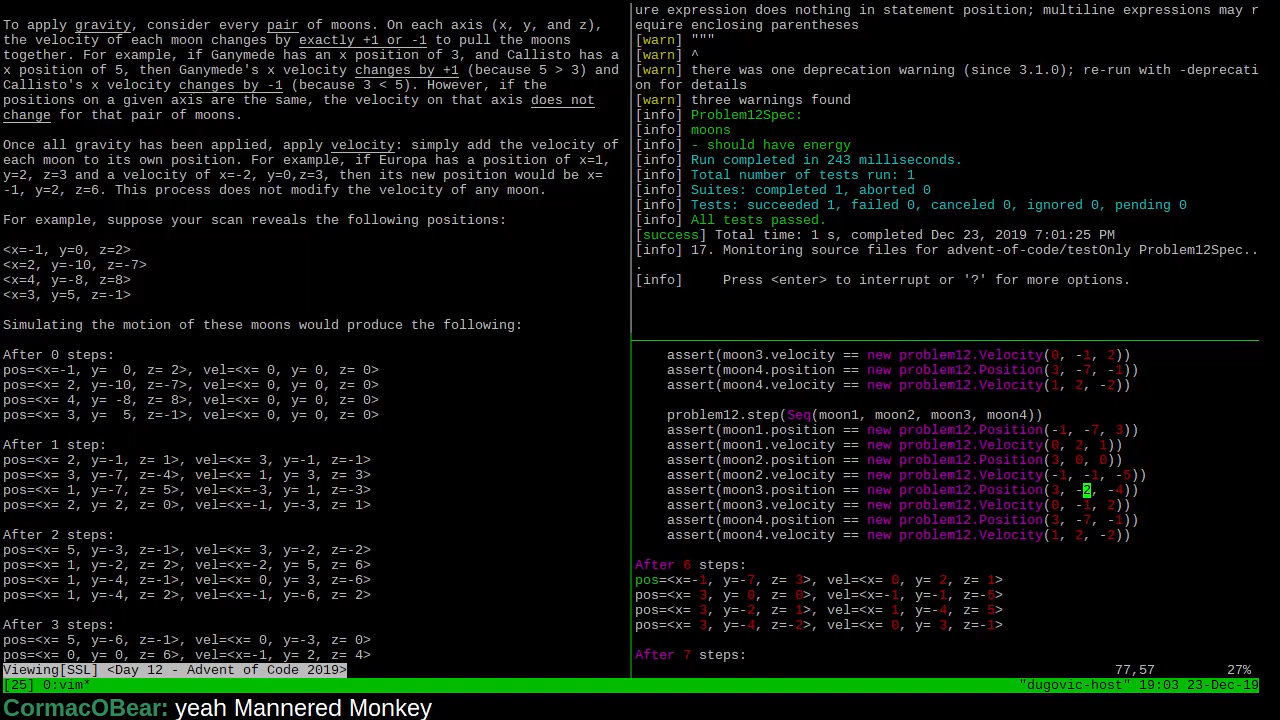 To apply gravity, consider every pair of moons. On each axis (x, y, and z),
the velocity of each moon changes by exactly +1 or -1 to pull the moons
together. For example, if Ganymede has an x position of 3, and Callisto has a
x position of 5, then Ganymede's x velocity changes by +1 (because 5 > 3) and
Callisto's x velocity changes by -1 (because 3 < 5). However, if the
positions on a given axis are the same, the velocity on that axis does not
change for that pair of moons.
Once all gravity has been applied, apply velocity: simply add the velocity of
each moon to its own position. For example, if Europa has a position of x=1,
y=2, z=3 and a velocity of x=-2, y=0,z=3, then its new position would be x=
-1, y=2, z=6. This process does not modify the velocity of any moon.
For example, suppose your scan reveals the following positions:
<x=-1, y=0, z=2>
<x=2, y=-10, z=-7>
<x=4, y=-8, z=8>
<x=3, y=5, z=-1>
Simulating the motion of these moons would produce the following:
After 0 steps:
pos=<x=-1, y=  0, z= 2>, vel=<x= 0, y= 0, z= 0>
pos=<x= 2, y=-10, z=-7>, vel=<x= 0, y= 0, z= 0>
pos=<x= 4, y= -8, z= 8>, vel=<x= 0, y= 0, z= 0>
pos=<x= 3, y=  5, z=-1>, vel=<x= 0, y= 0, z= 0>
After 1 step:
pos=<x= 2, y=-1, z= 1>, vel=<x= 3, y=-1, z=-1>
pos=<x= 3, y=-7, z=-4>, vel=<x= 1, y= 3, z= 3>
pos=<x= 1, y=-7, z= 5>, vel=<x=-3, y= 1, z=-3>
pos=<x= 2, y= 2, z= 0>, vel=<x=-1, y=-3, z= 1>
After 2 steps:
pos=<x= 5, y=-3, z=-1>, vel=<x= 3, y=-2, z=-2>
pos=<x= 1, y=-2, z= 2>, vel=<x=-2, y= 5, z= 6>
pos=<x= 1, y=-4, z=-1>, vel=<x= 0, y= 3, z=-6>
pos=<x= 1, y=-4, z= 2>, vel=<x=-1, y=-6, z= 2>
After 3 steps:
pos=<x= 5, y=-6, z=-1>, vel=<x= 0, y=-3, z= 0>
pos=<x= 0, y= 0, z= 6>, vel=<x=-1, y= 2, z= 4>
Viewing[SSL] <Day 12 - Advent of Code 2019>
ure expression does nothing in statement position; multiline expressions may r
equire enclosing parentheses
[warn] """
[warn] ^
[warn] there was one deprecation warning (since 3.1.0); re-run with -deprecati
on for details
[warn] three warnings found
[info] Problem12Spec:
[info] moons
[info] - should have energy
[info] Run completed in 243 milliseconds.
[info] Total number of tests run: 1
[info] Suites: completed 1, aborted 0
[info] Tests: succeeded 1, failed 0, canceled 0, ignored 0, pending 0
[info] All tests passed.
[success] Total time: 1 s, completed Dec 23, 2019 7:01:25 PM
[info] 17. Monitoring source files for advent-of-code/testOnly Problem12Spec..
.
[info]     Press <enter> to interrupt or '?' for more options.
assert(moon3.velocity == new problem12.Velocity(0, -1, 2))
assert(moon4.position == new problem12.Position(3, -7, -1))
assert(moon4.velocity == new problem12.Velocity(1, 2, -2))
problem12.step(Seq(moon1, moon2, moon3, moon4))
assert(moon1.position == new problem12.Position(-1, -7, 3))
assert(moon1.velocity == new problem12.Velocity(0, 2, 1))
assert(moon2.position == new problem12.Position(3, 0, 0))
assert(moon2.velocity == new problem12.Velocity(-1, -1, -5))
assert(moon3.position == new problem12.Position(3, -2, -4))
assert(moon3.velocity == new problem12.Velocity(0, -1, 2))
assert(moon4.position == new problem12.Position(3, -7, -1))
assert(moon4.velocity == new problem12.Velocity(1, 2, -2))
After 6 steps:
pos=<x=-1, y=-7, z= 3>, vel=<x= 0, y= 2, z= 1>
pos=<x= 3, y= 0, z= 0>, vel=<x=-1, y=-1, z=-5>
pos=<x= 3, y=-2, z= 1>, vel=<x= 1, y=-4, z= 5>
pos=<x= 3, y=-4, z=-2>, vel=<x= 0, y= 3, z=-1>
After 7 steps:
77,57 27%
[25] 0:vim* "dugovic-host" 19:03 23-Dec-19
CormacOBear: yeah Mannered Monkey